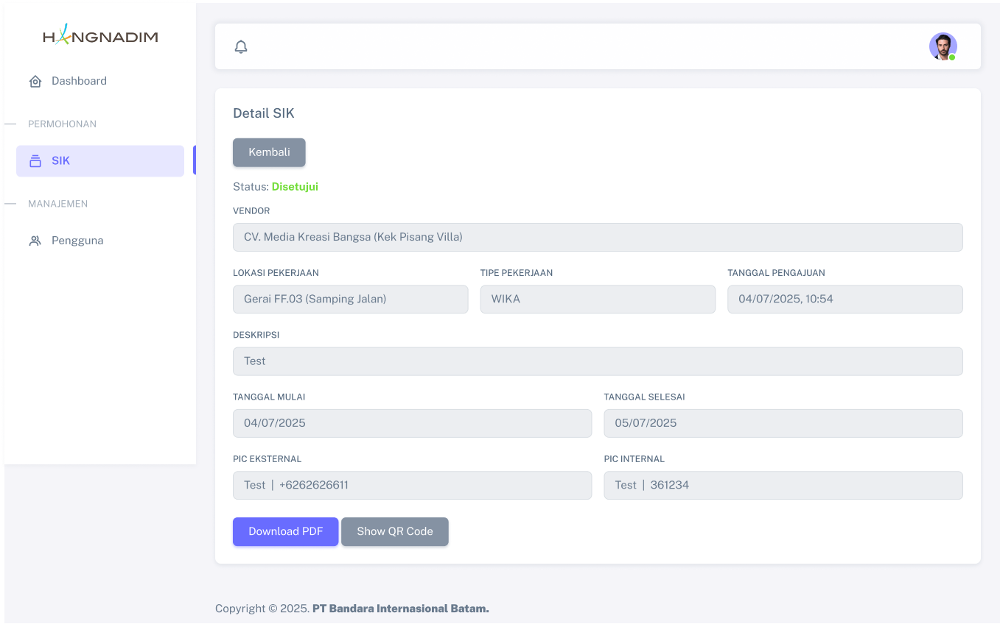 HANGNADIM
Dashboard
PERMOHONAN
SIK
MANAJEMEN
Pengguna
Detail SIK
Kembali
Status: Disetujui
VENDOR
CV. Media Kreasi Bangsa (Kek Pisang Villa)
LOKASI PEKERJAAN
Gerai FF.03 (Samping Jalan)
TIPE PEKERJAAN
WIKA
TANGGAL PENGAJUAN
04/07/2025, 10:54
DESKRIPSI
Test
TANGGAL MULAI
04/07/2025
TANGGAL SELESAI
05/07/2025
PIC EKSTERNAL
Test | +6262626611
PIC INTERNAL
Test | 361234
Download PDF
Show QR Code
Copyright © 2025. PT Bandara Internasional Batam.